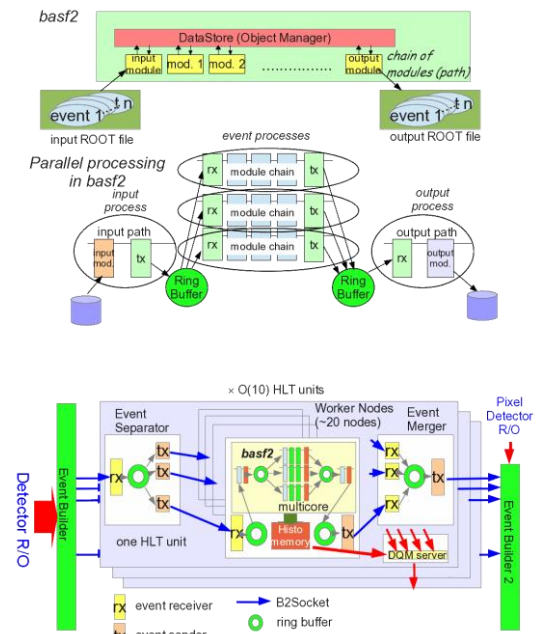 basf2
DataStore (Object Manager)
input module
mod. 1
mod. 2
..................
output module
chain of modules (path)
event 1
t n
input ROOT file
event 1
t n
output ROOT file
Parallel processing in basf2
event processes
input process
input path
input mod.
tx
Ring Buffer
rx
module chain
tx
rx
module chain
tx
rx
module chain
tx
Ring Buffer
output process
output path
rx
output mod.
× O(10) HLT units
Detector R/O
Event Builder
Event Separator
rx
tx
tx
tx
one HLT unit
basf2
multicore
rx
Histo memory
tx
Worker Nodes (~20 nodes)
Event Merger
rx
rx
rx
tx
DQM server
Pixel Detector R/O
Event Builder 2
rx event receiver
B2Socket
tx event sender
ring buffer